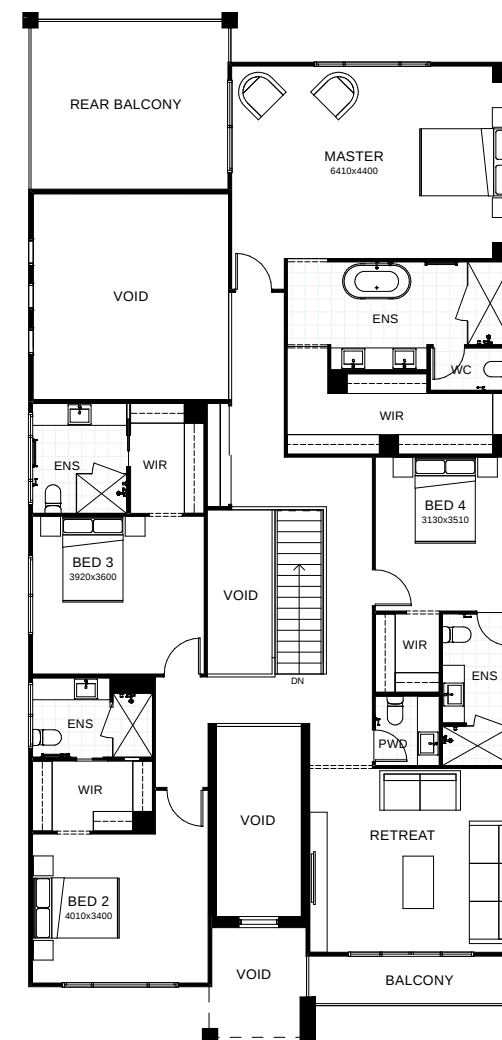 REAR BALCONY
MASTER
6410x4400
VOID
ENS
WC
WIR
ENS
WIR
BED 4
3130x3510
BED 3
3920x3600
VOID
WIR
ENS
DN
ENS
PWD
WIR
VOID
RETREAT
BED 2
4010x3400
VOID
BALCONY